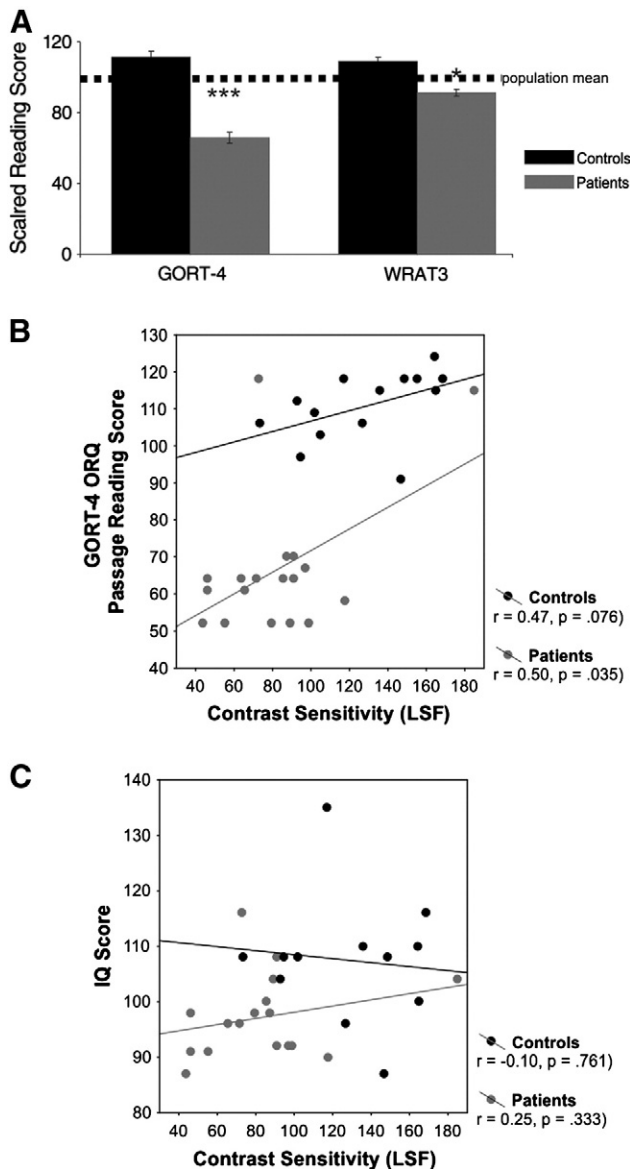 A
Scalred Reading Score
120
80
40
0
***
*
population mean
Controls
Patients
GORT-4
WRAT3
B
GORT-4 ORQ
Passage Reading Score
130
120
110
100
90
80
70
60
50
40
40 60 80 100 120 140 160 180
Contrast Sensitivity (LSF)
Controls
r = 0.47, p = .076)
Patients
r = 0.50, p = .035)
C
IQ Score
140
130
120
110
100
90
80
40 60 80 100 120 140 160 180
Contrast Sensitivity (LSF)
Controls
r = -0.10, p = .761)
Patients
r = 0.25, p = .333)